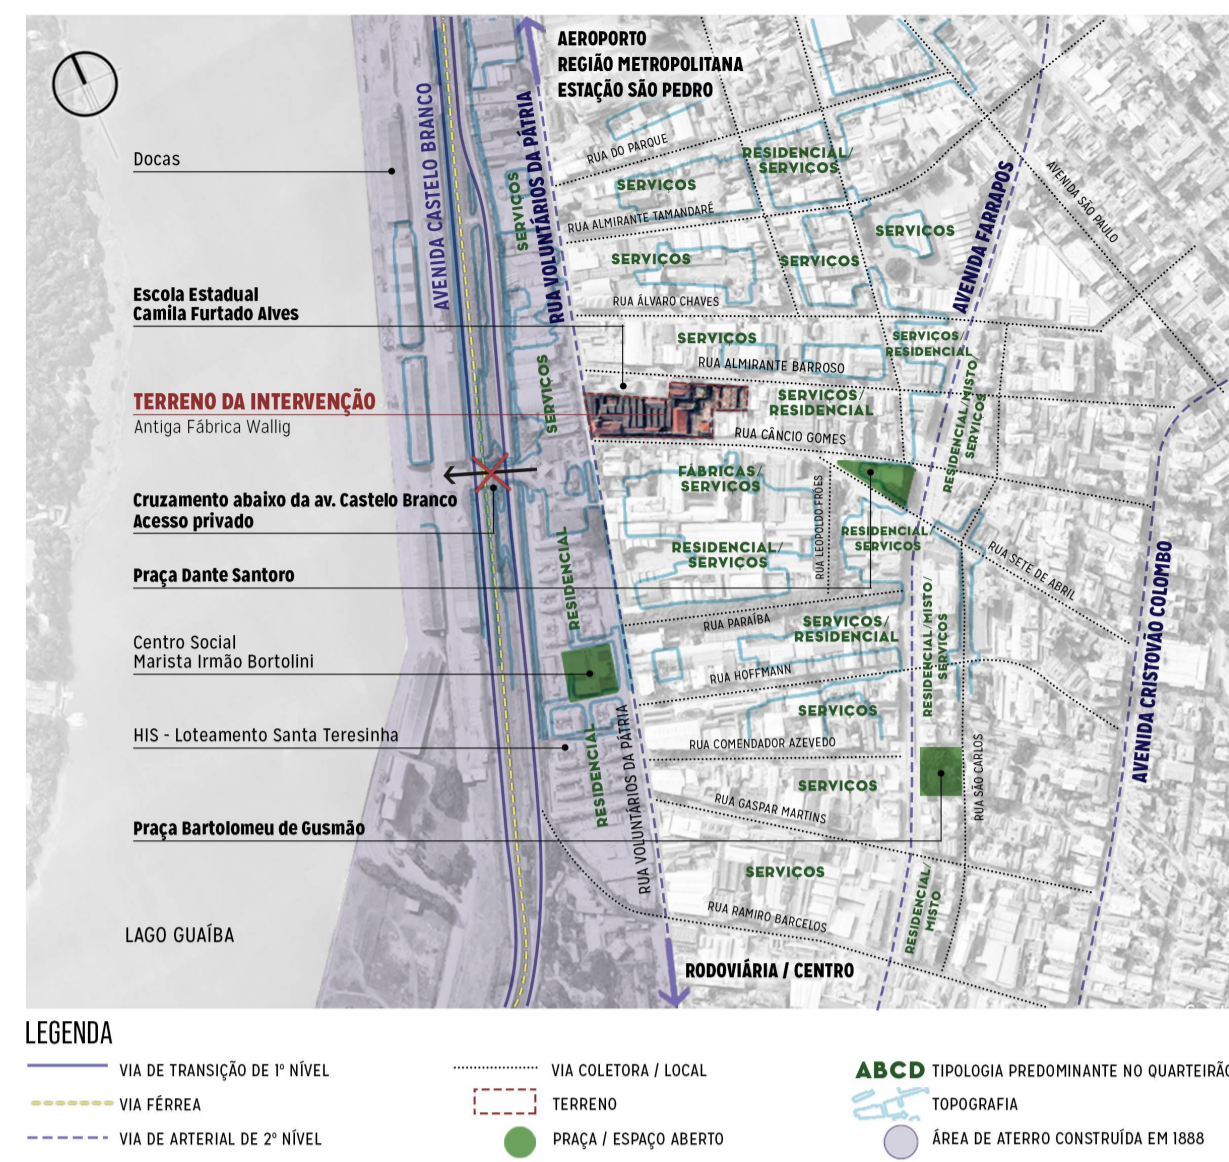 AEROPORTO
REGIÃO METROPOLITANA
ESTAÇÃO SÃO PEDRO
Docas
AVENIDA CASTELO BRANCO
SERVIÇOS
RUA VOLUNTÁRIOS DA PÁTRIA
RUA DO PARQUE
RESIDENCIAL/
SERVIÇOS
SERVIÇOS
RUA ALMIRANTE TAMANDARÉ
SERVIÇOS
AVENIDA FARRAPOS
AVENIDA SÃO PAULO
SERVIÇOS
SERVIÇOS
Escola Estadual
Camila Furtado Alves
RUA ÁLVARO CHAVES
SERVIÇOS
SERVIÇOS/
RESIDENCIAL
RUA ALMIRANTE BARROSO
SERVIÇOS
TERRENO DA INTERVENÇÃO
Antiga Fábrica Wallig
SERVIÇOS/
RESIDENCIAL
RUA CÂNCIO GOMES
RESIDENCIAL/MISTO/
SERVIÇOS
Cruzamento abaixo da av. Castelo Branco
Acesso privado
FÁBRICAS/
SERVIÇOS
RUA LEOPOLDO FRÓES
RESIDENCIAL/
SERVIÇOS
RESIDENCIAL/
SERVIÇOS
RUA SETE DE ABRIL
AVENIDA CRISTOVÃO COLOMBO
Praça Dante Santoro
RESIDENCIAL
RUA PARAÍBA
SERVIÇOS/
RESIDENCIAL
RESIDENCIAL/MISTO/
SERVIÇOS
Centro Social
Marista Irmão Bortolini
RUA HOFFMANN
SERVIÇOS
HIS - Loteamento Santa Teresinha
RESIDENCIAL
RUA VOLUNTÁRIOS DA PÁTRIA
RUA COMENDADOR AZEVEDO
SERVIÇOS
RUA SÃO CARLOS
RUA GASPAR MARTINS
Praça Bartolomeu de Gusmão
SERVIÇOS
RESIDENCIAL/
MISTO
RUA RAMIRO BARCELOS
LAGO GUAÍBA
RODOVIÁRIA / CENTRO
LEGENDA
VIA DE TRANSIÇÃO DE 1º NÍVEL
VIA FÉRREA
VIA DE ARTERIAL DE 2º NÍVEL
VIA COLETORA / LOCAL
TERRENO
PRAÇA / ESPAÇO ABERTO
ABCD TIPOLOGIA PREDOMINANTE NO QUARTEIRÃO
TOPOGRAFIA
ÁREA DE ATERRO CONSTRUÍDA EM 1888